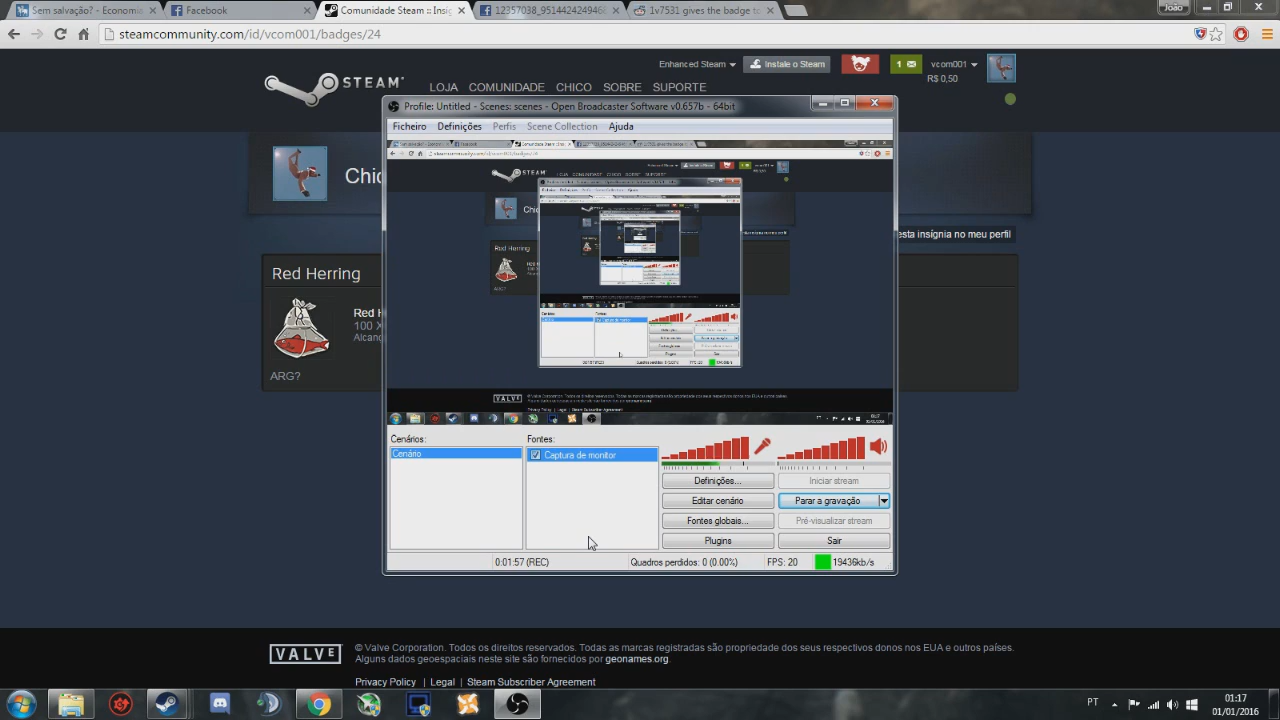 Sem salvação? - Economi
Facebook
Comunidade Steam :: Insíg
12357038_9514424249468
1v7531 gives the badge to
João
steamcommunity.com/id/vcom001/badges/24
Enhanced Steam
Instale o Steam
1
vcom001
R$ 0,50
STEAM
LOJA COMUNIDADE CHICO SOBRE SUPORTE
Profile: Untitled - Scenes: scenes - Open Broadcaster Software v0.657b - 64bit
Ficheiro Definições Perfis Scene Collection Ajuda
Chic
esta insígnia no meu perfil
Red Herring
Red H
100 X
Alcan
ARG?
Cenários:
Cenário
Fontes:
Captura de monitor
Definições... Iniciar stream
Editar cenário Parar a gravação
Fontes globais... Pré-visualizar stream
Plugins Sair
0:01:57 (REC) Quadros perdidos: 0 (0.00%) FPS: 20 19436kb/s
VALVE
© Valve Corporation. Todos os direitos reservados. Todas as marcas registradas são propriedade dos seus respectivos donos nos EUA e outros países.
Alguns dados geoespaciais neste site são fornecidos por geonames.org.
Privacy Policy | Legal | Steam Subscriber Agreement
PT
01:17
01/01/2016